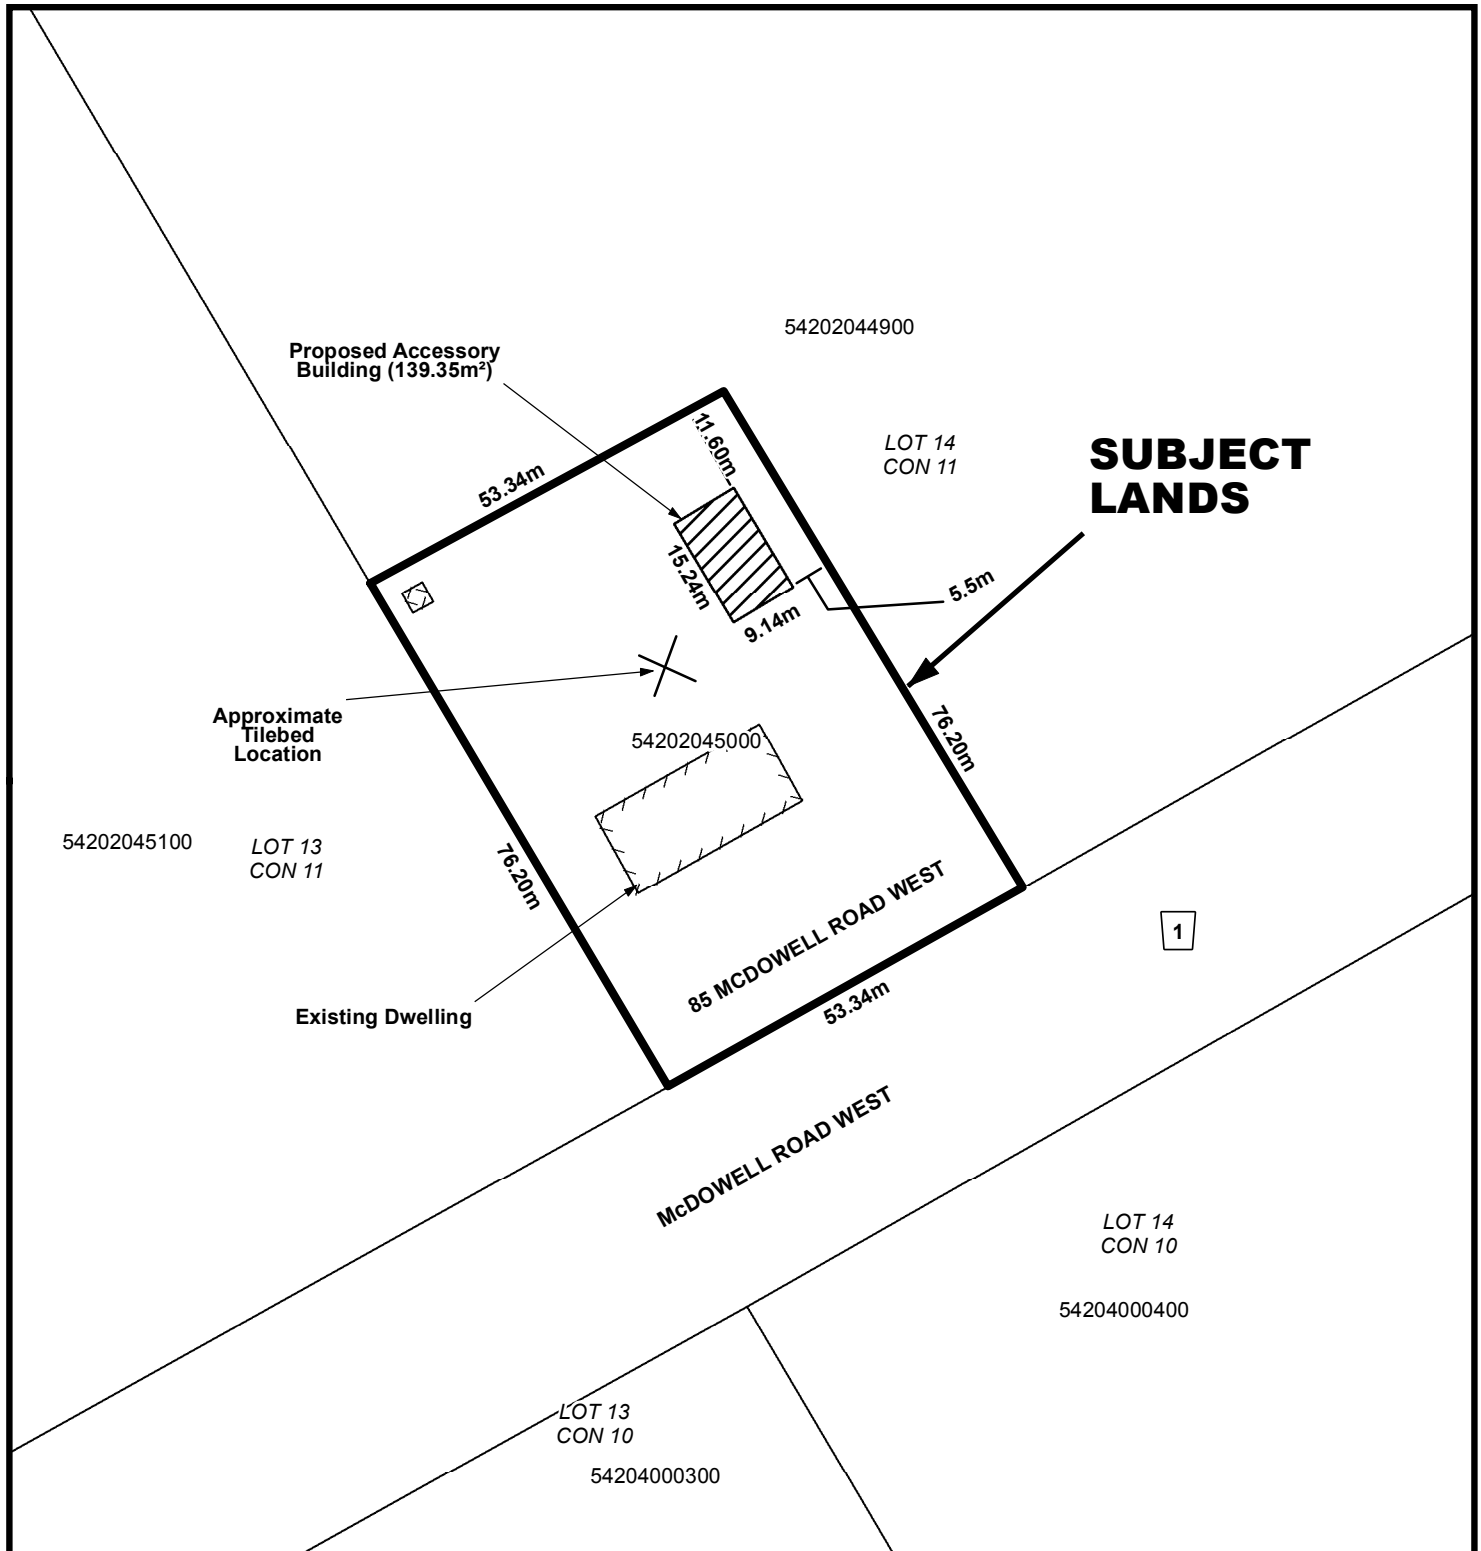 54202044900
Proposed Accessory
Building (139.35m²)
11.60m
LOT 14
CON 11
SUBJECT
LANDS
53.34m
15.24m
5.5m
9.14m
Approximate
Tilebed
Location
54202045000
76.20m
54202045100
LOT 13
CON 11
76.20m
85 MCDOWELL ROAD WEST
1
53.34m
Existing Dwelling
McDOWELL ROAD WEST
LOT 14
CON 10
54204000400
LOT 13
CON 10
54204000300